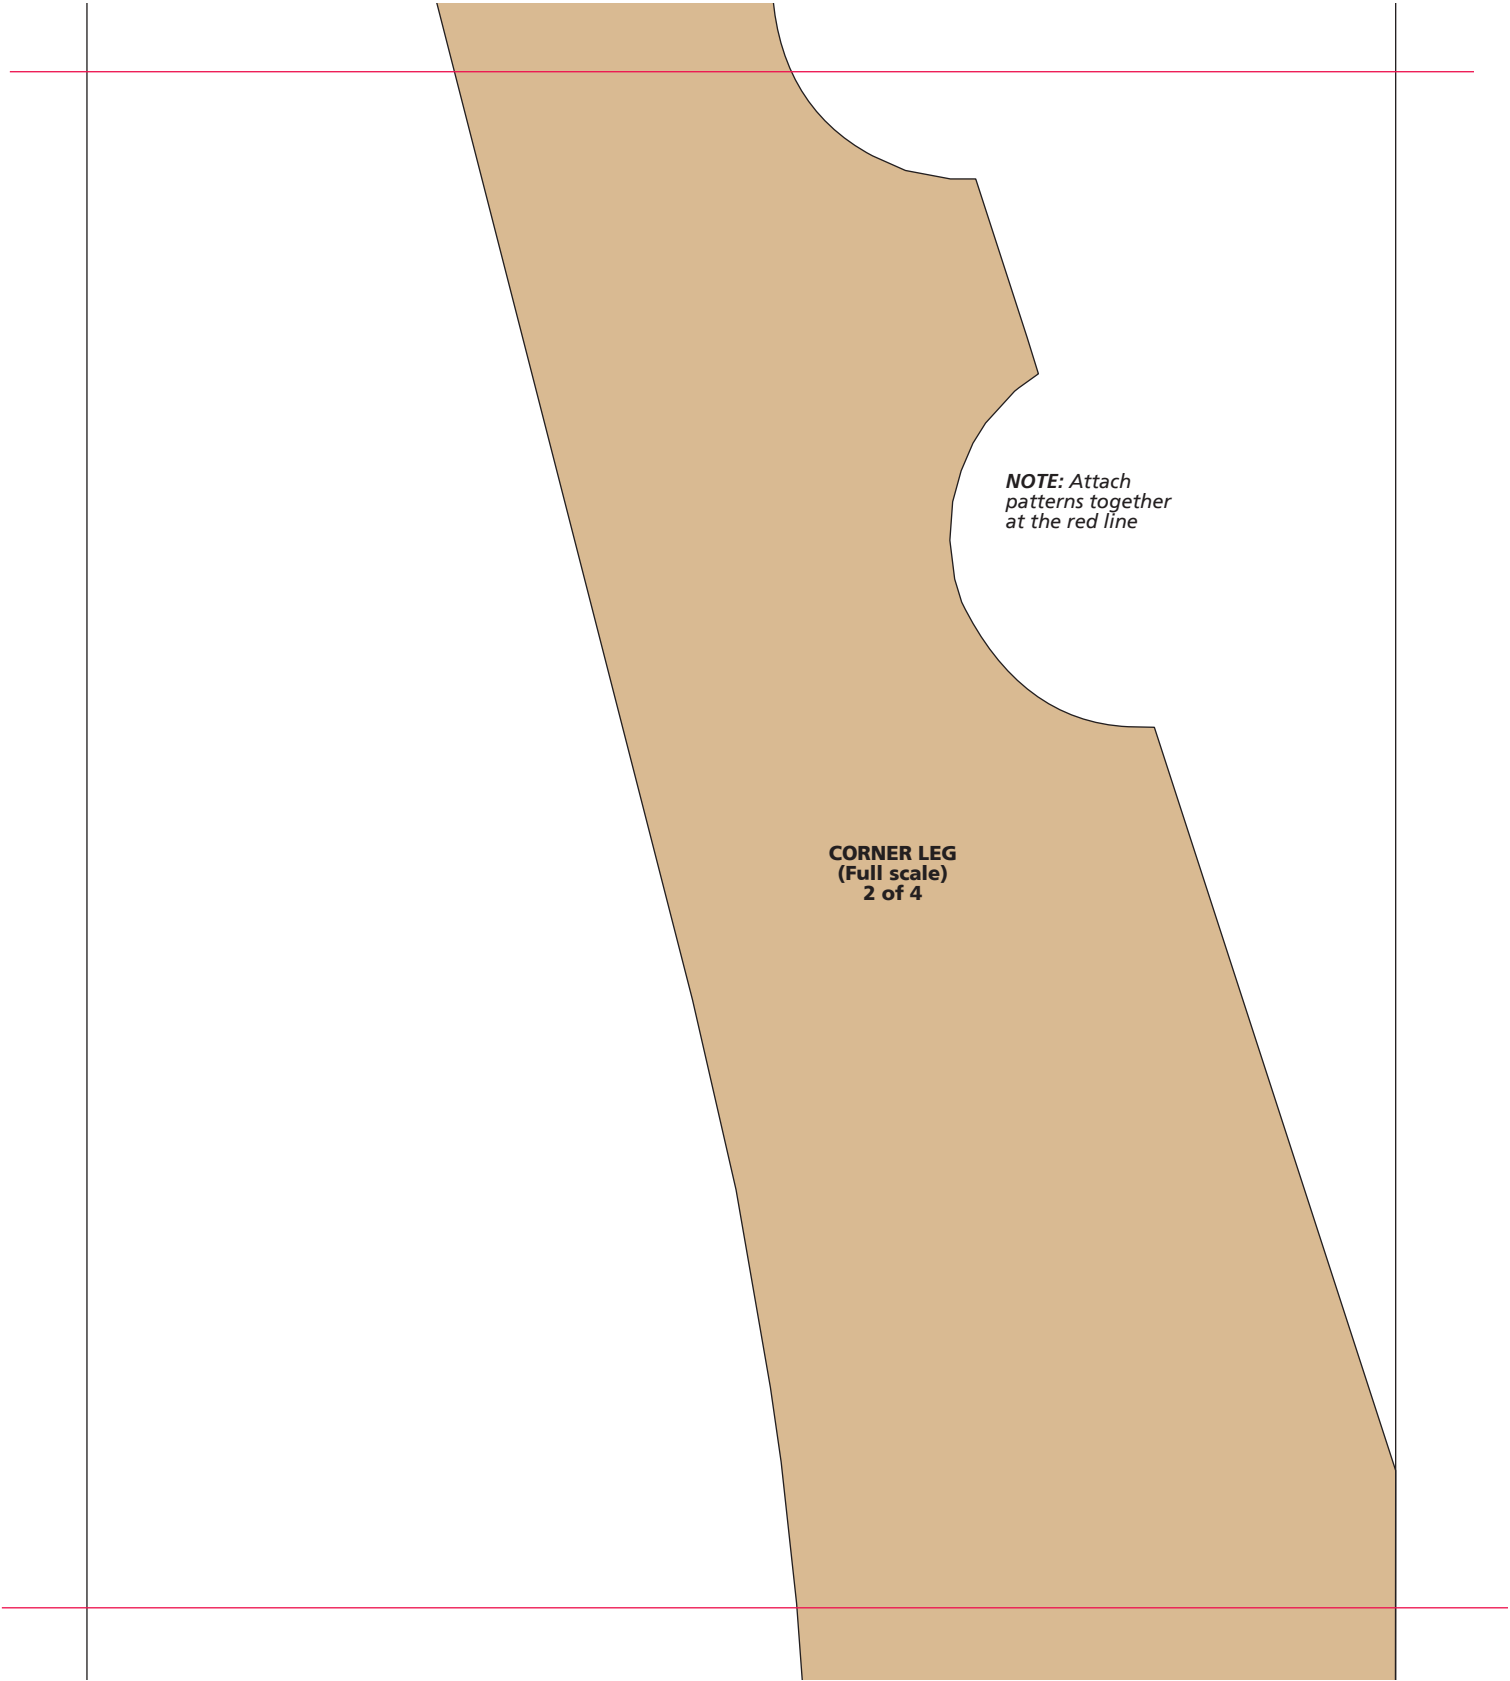 NOTE: Attach
patterns together
at the red line
CORNER LEG
(Full scale)
2 of 4